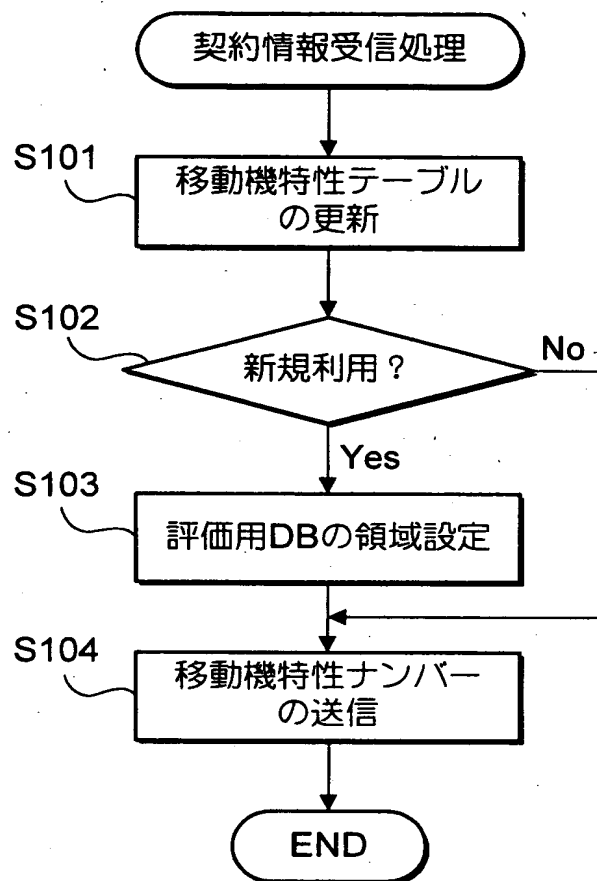 契約情報受信処理
S101
移動機特性テーブル
の更新
S102
新規利用？
No
Yes
S103
評価用DBの領域設定
S104
移動機特性ナンバー
の送信
END